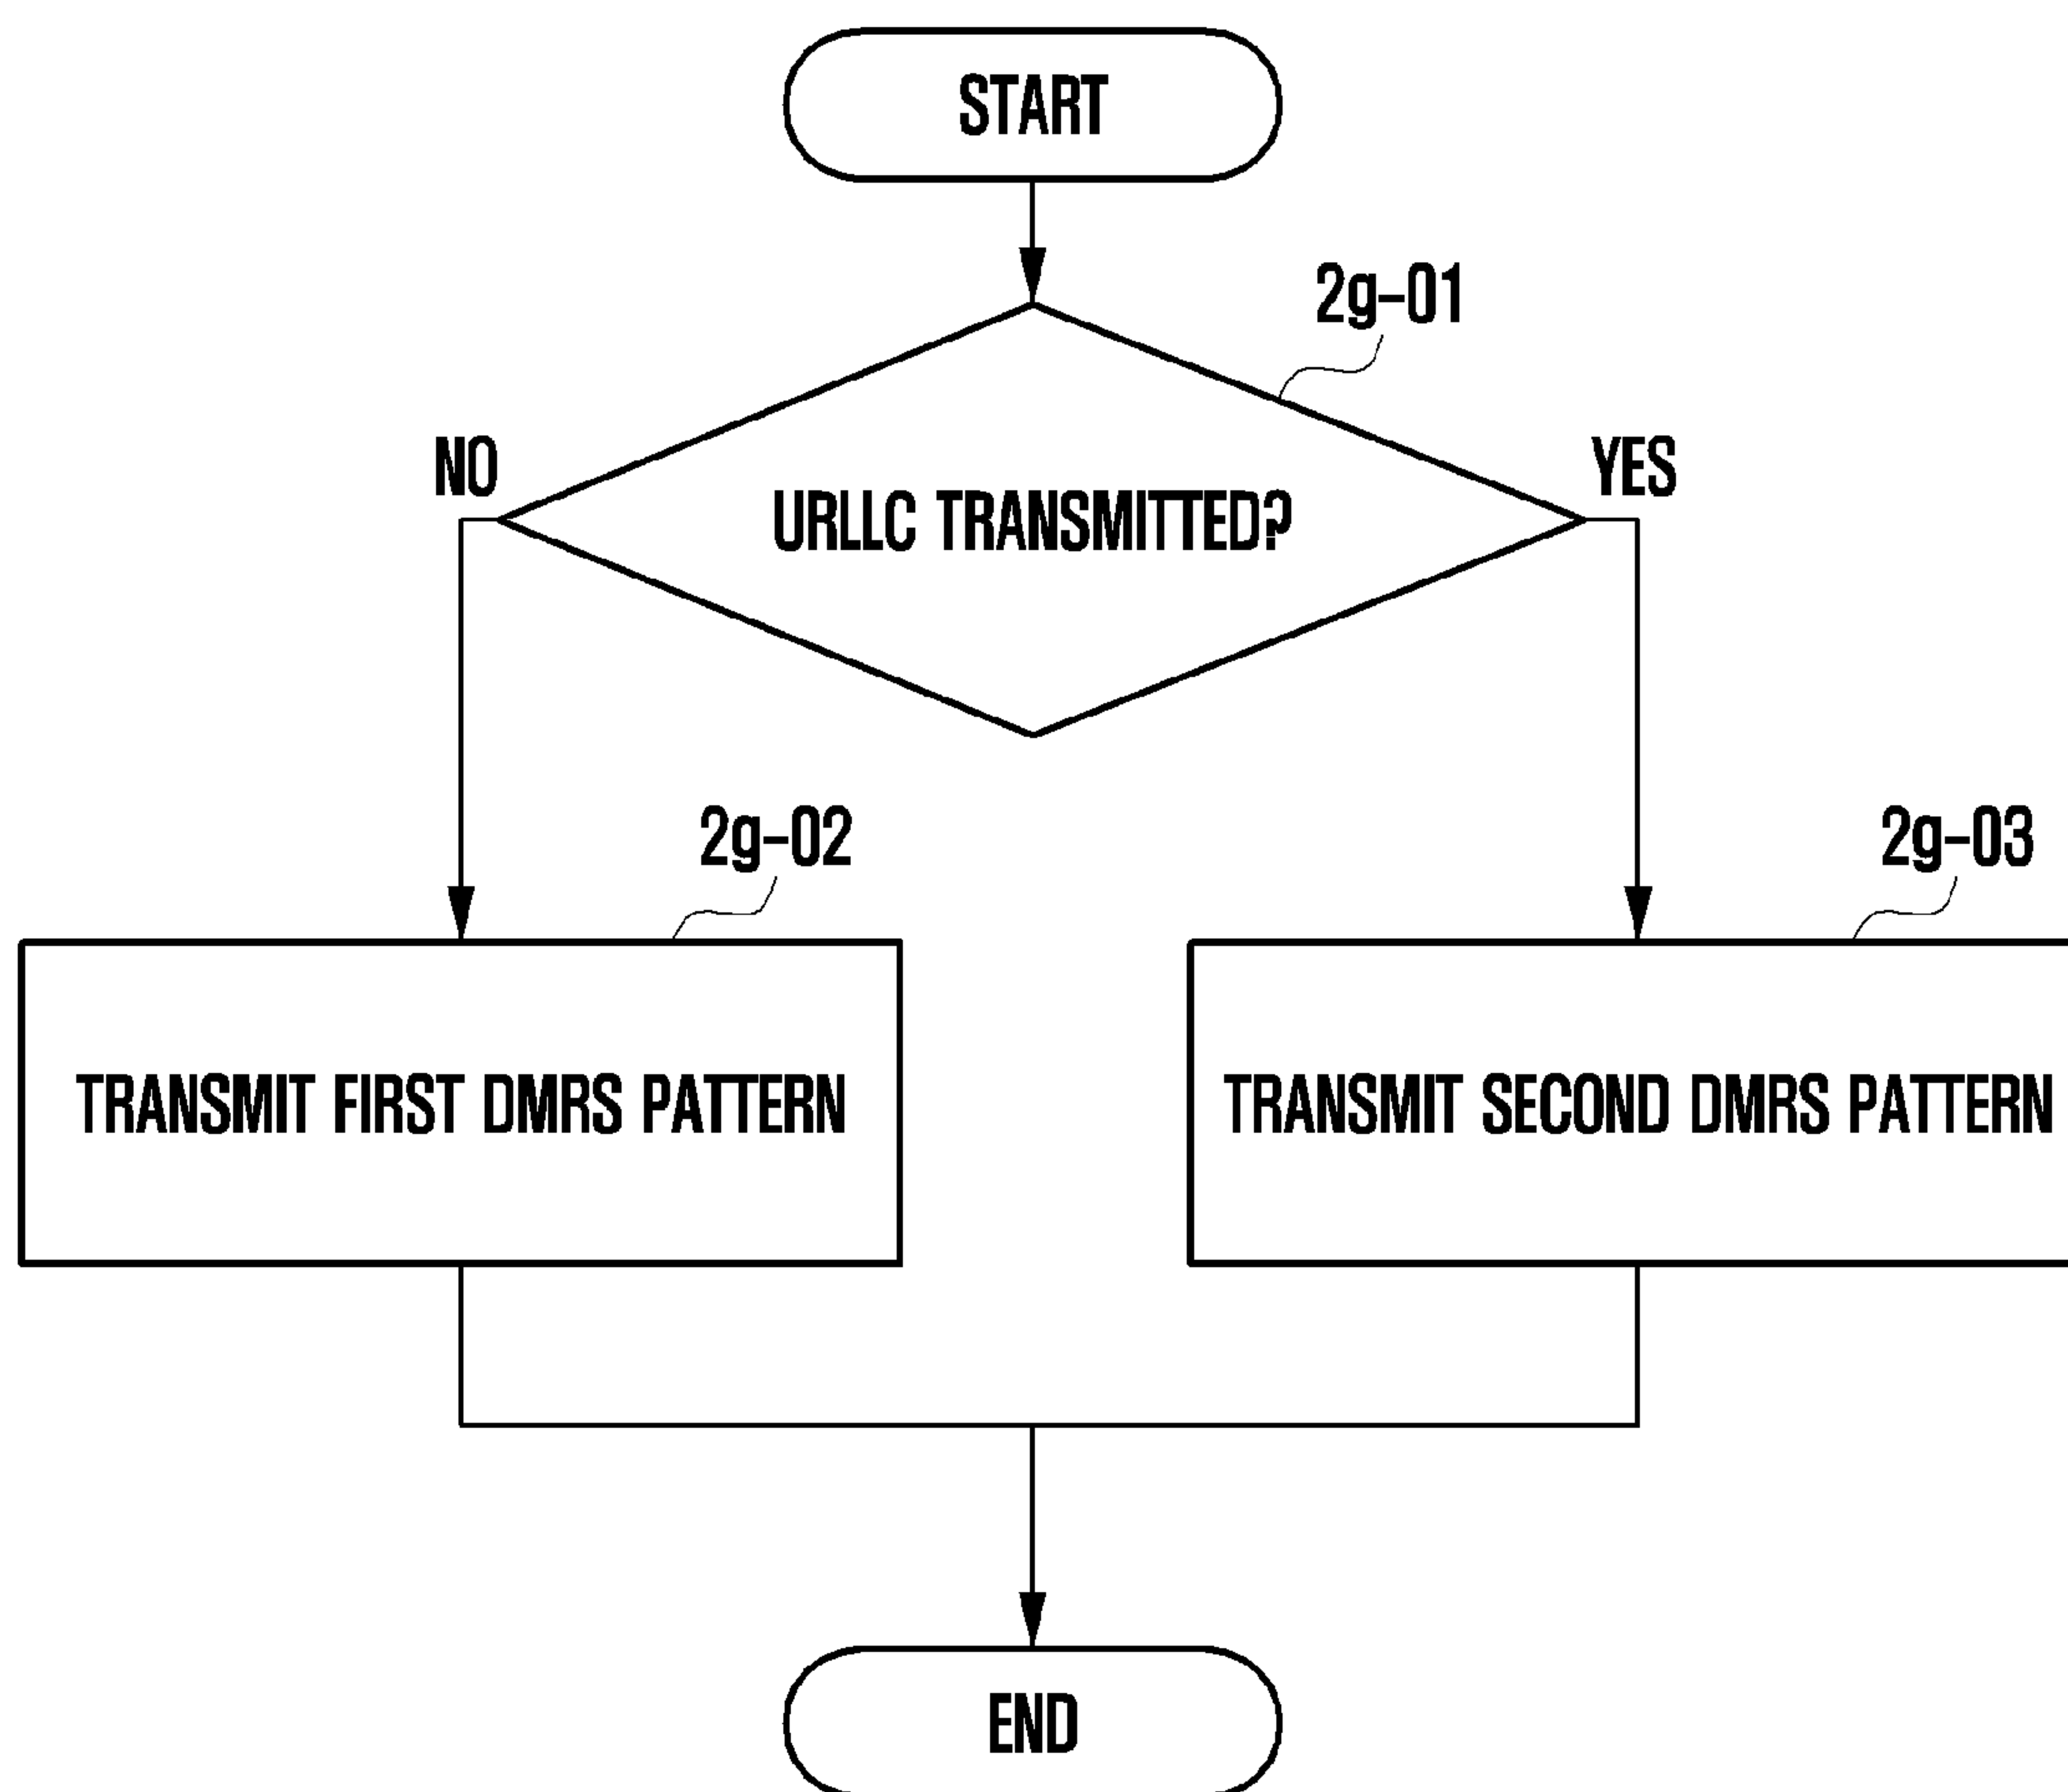 START
2g-01
NO
YES
URLLC TRANSMITTED?
2g-02
2g-03
TRANSMIT FIRST DMRS PATTERN
TRANSMIT SECOND DMRS PATTERN
END